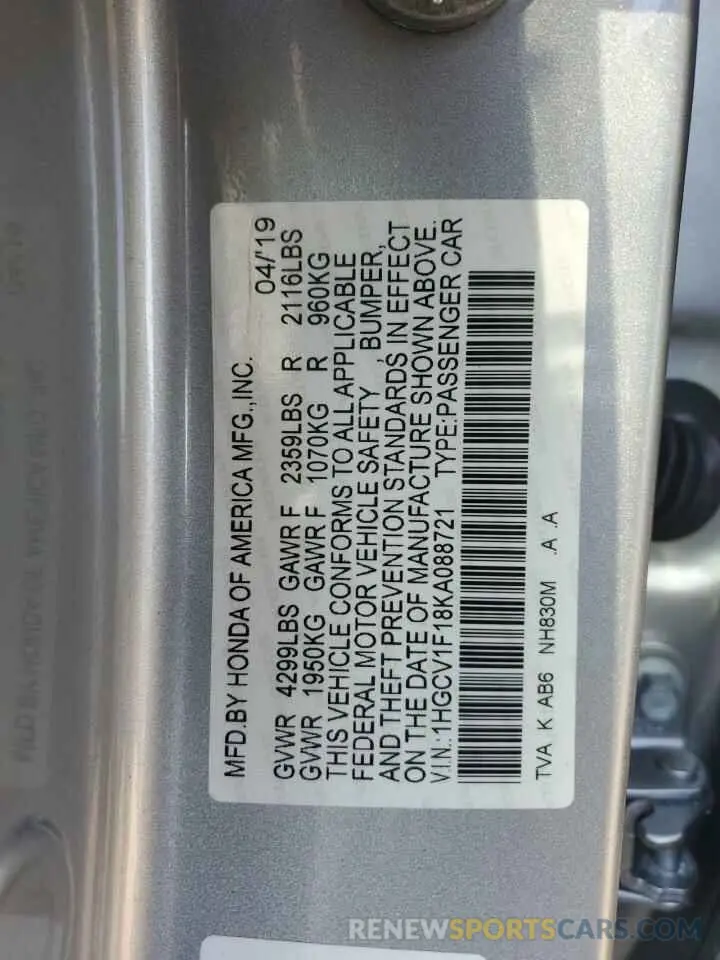 MFD.BY HONDA OF AMERICA MFG.,INC. 04/'19
GVWR 4299LBS GAWR F 2359LBS R 2116LBS
GVWR 1950KG GAWR F 1070KG R 960KG
THIS VEHICLE CONFORMS TO ALL APPLICABLE
FEDERAL MOTOR VEHICLE SAFETY , BUMPER,
AND THEFT PREVENTION STANDARDS IN EFFECT
ON THE DATE OF MANUFACTURE SHOWN ABOVE.
V.I.N.:1HGCV1F18KA088721 TYPE:PASSENGER CAR
TVA K AB6 NH830M .A .A
RENEWSPORTSCARS.COM